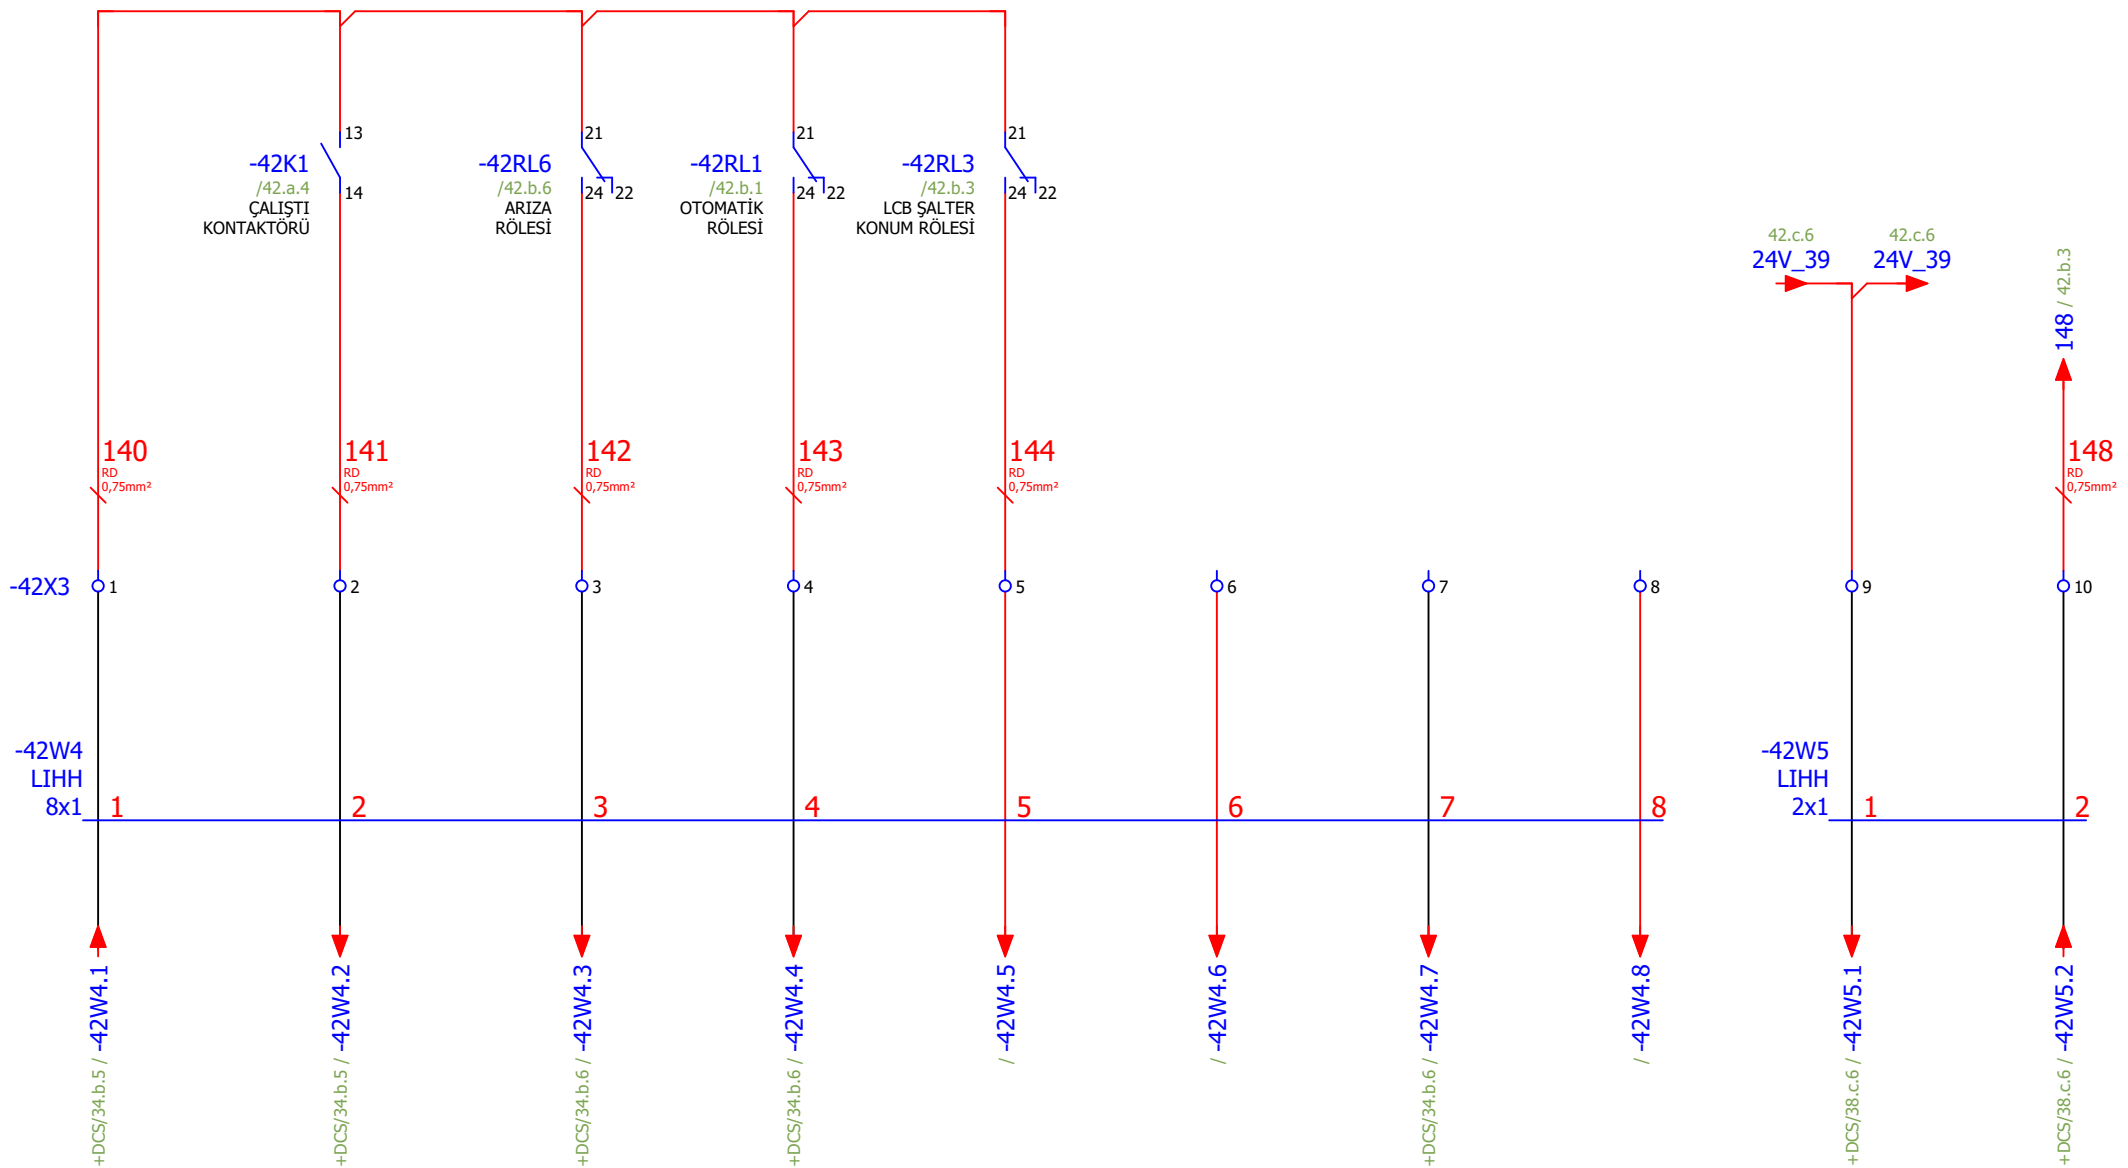 13
-42K1
/42.a.4
14
ÇALIŞTI
KONTAKTÖRÜ
21
-42RL6
/42.b.6
24 22
ARIZA
RÖLESİ
21
-42RL1
/42.b.1
24 22
OTOMATİK
RÖLESİ
21
-42RL3
/42.b.3
24 22
LCB ŞALTER
KONUM RÖLESİ
42.c.6
24V_39
42.c.6
24V_39
148 / 42.b.3
140
RD
0,75mm²
141
RD
0,75mm²
142
RD
0,75mm²
143
RD
0,75mm²
144
RD
0,75mm²
148
RD
0,75mm²
-42X3
1
2
3
4
5
6
7
8
9
10
-42W4
LIHH
8x1
1
2
3
4
5
6
7
8
-42W5
LIHH
2x1
1
2
+DCS/34.b.5 / -42W4.1
+DCS/34.b.5 / -42W4.2
+DCS/34.b.6 / -42W4.3
+DCS/34.b.6 / -42W4.4
/ -42W4.5
/ -42W4.6
+DCS/34.b.6 / -42W4.7
/ -42W4.8
+DCS/38.c.6 / -42W5.1
+DCS/38.c.6 / -42W5.2